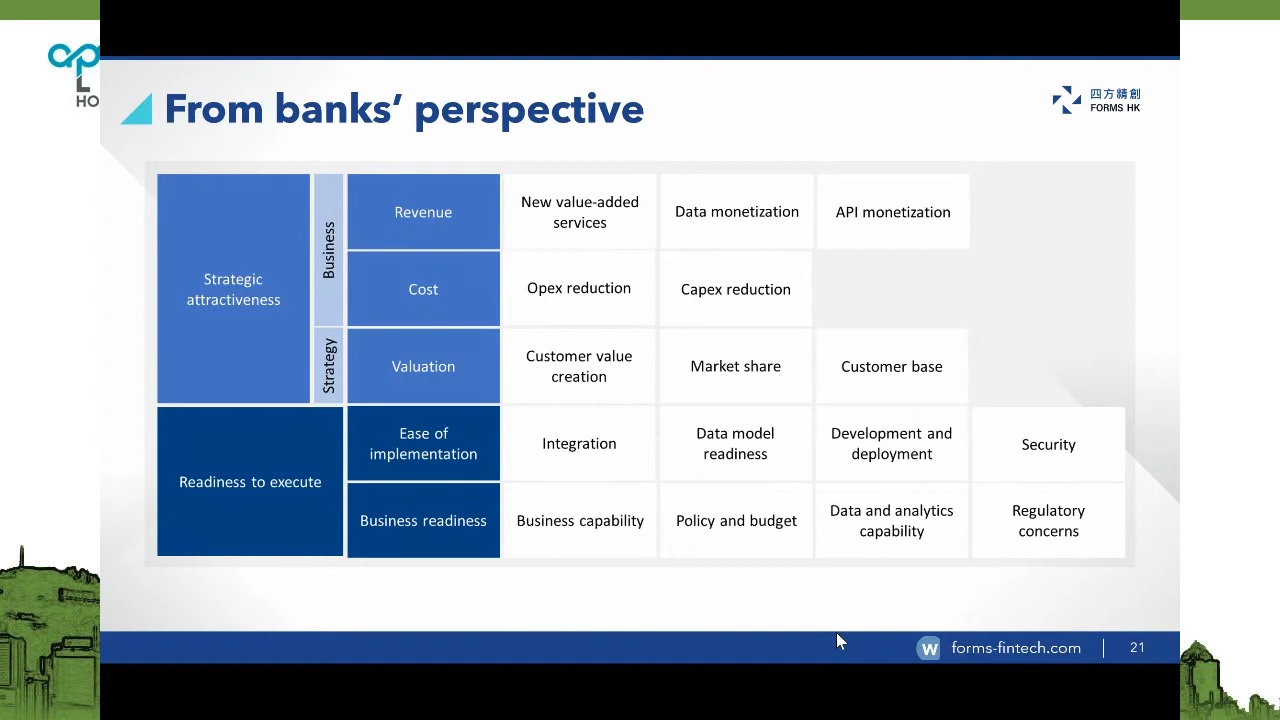 From banks' perspective
四方精創
FORMS HK
L
HO
Strategic
attractiveness
Business
Revenue
New value-added
services
Data monetization
API monetization
Cost
Opex reduction
Capex reduction
Strategy
Valuation
Customer value
creation
Market share
Customer base
Readiness to execute
Ease of
implementation
Integration
Data model
readiness
Development and
deployment
Security
Business readiness
Business capability
Policy and budget
Data and analytics
capability
Regulatory
concerns
W
forms-fintech.com
21